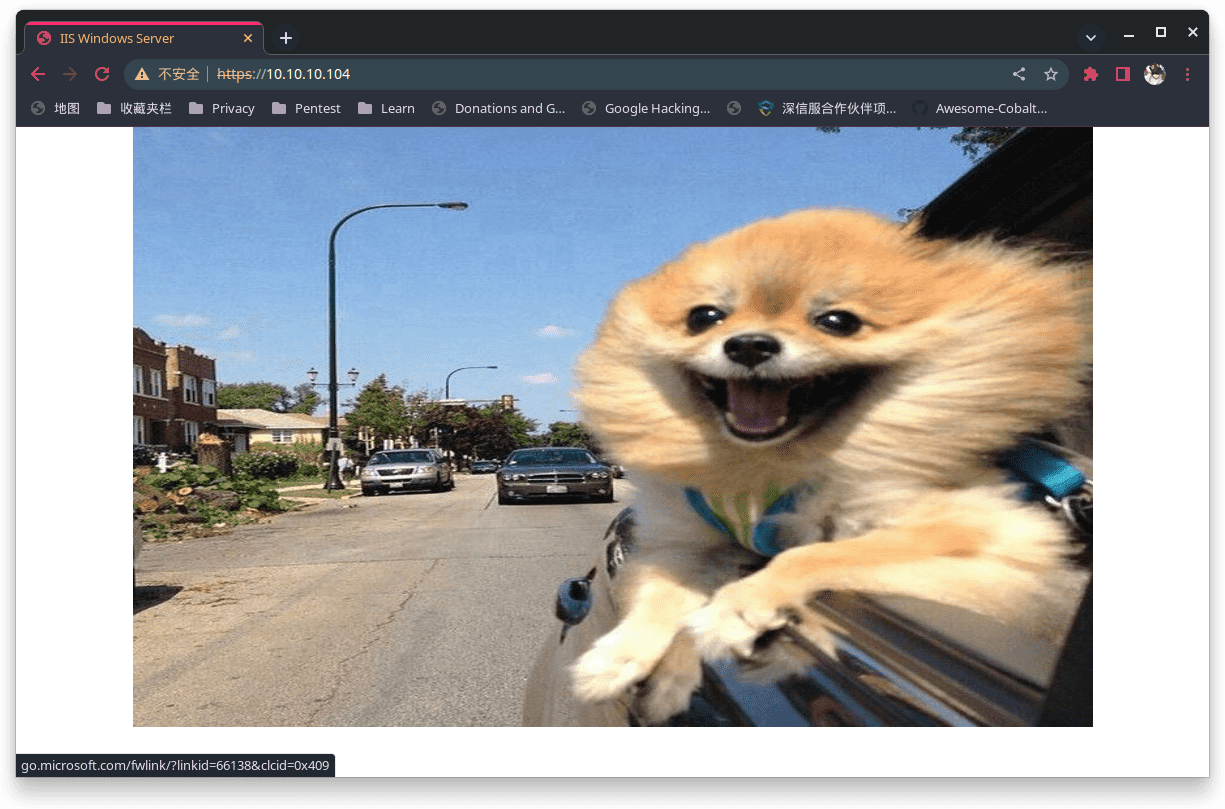 IIS Windows Server
不安全 https://10.10.10.104
地图 收藏夹栏 Privacy Pentest Learn Donations and G... Google Hacking... 深信服合作伙伴项... Awesome-Cobalt...
go.microsoft.com/fwlink/?linkid=66138&clcid=0x409